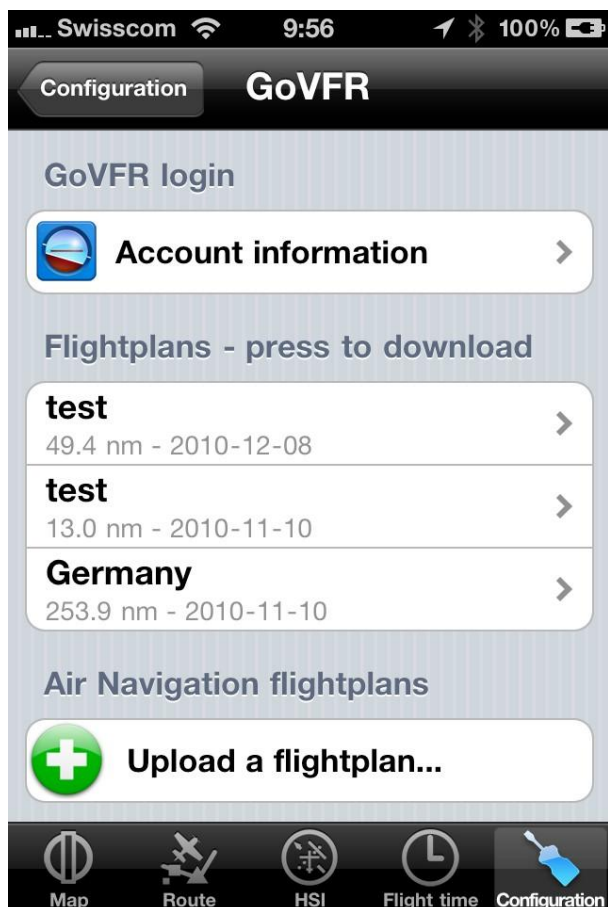 Swisscom 9:56 100%
Configuration GoVFR
GoVFR login
Account information
Flightplans - press to download
test
49.4 nm - 2010-12-08
test
13.0 nm - 2010-11-10
Germany
253.9 nm - 2010-11-10
Air Navigation flightplans
Upload a flightplan...
Map Route HSI Flight time Configuration